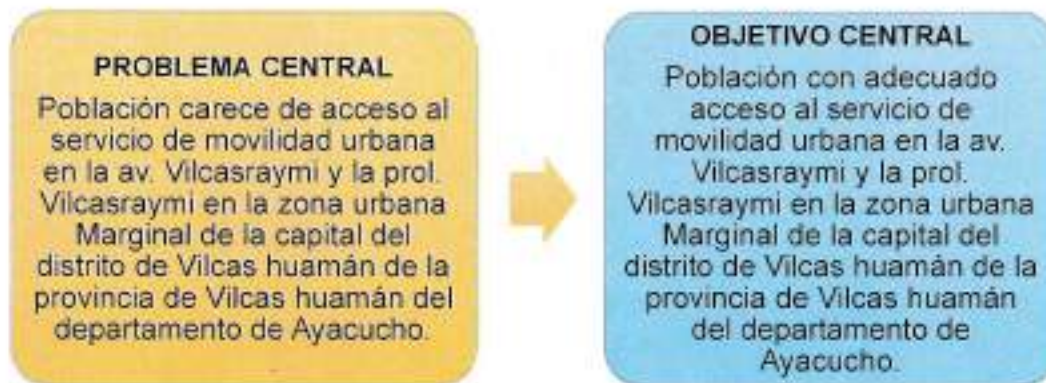 PROBLEMA CENTRAL
Población carece de acceso al
servicio de movilidad urbana
en la av. Vilcasraymi y la prol.
Vilcasraymi en la zona urbana
Marginal de la capital del
distrito de Vilcas huamán de la
provincia de Vilcas huamán del
departamento de Ayacucho.
OBJETIVO CENTRAL
Población con adecuado
acceso al servicio de
movilidad urbana en la av.
Vilcasraymi y la prol.
Vilcasraymi en la zona urbana
Marginal de la capital del
distrito de Vilcas huamán de la
provincia de Vilcas huamán
del departamento de
Ayacucho.